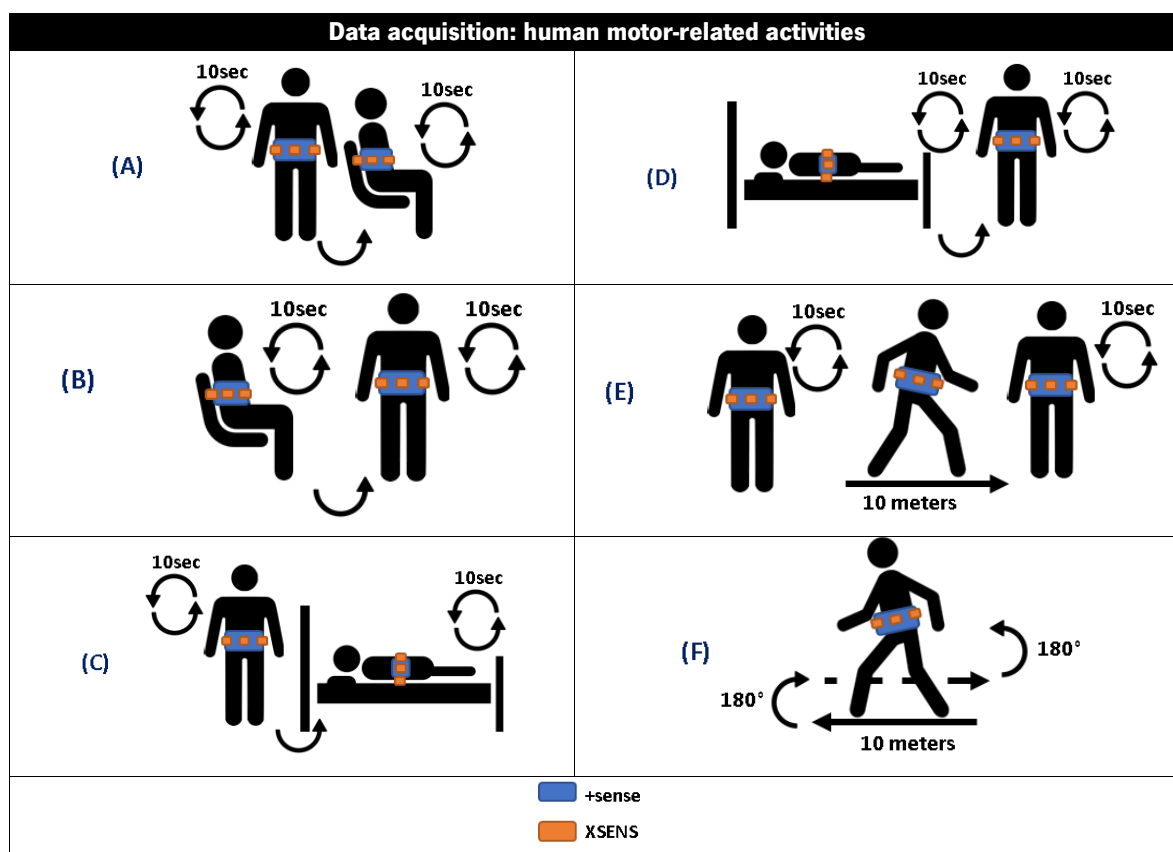 Data acquisition: human motor-related activities
(A)
10sec
10sec
(B)
10sec
10sec
(C)
10sec
10sec
(D)
10sec
10sec
(E)
10sec
10sec
10 meters
(F)
180°
180°
10 meters
+sense
XSENS